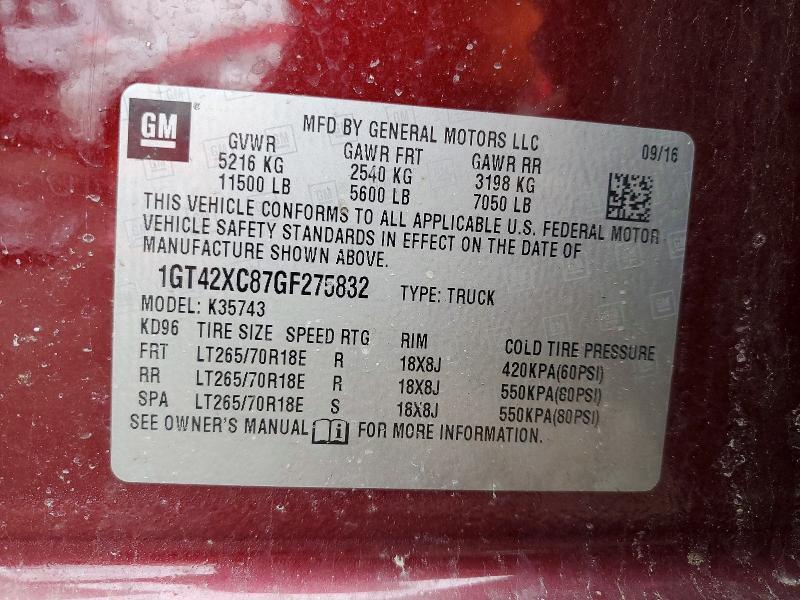 GM ®
MFD BY GENERAL MOTORS LLC 09/16
GVWR GAWR FRT GAWR RR
5216 KG 2540 KG 3198 KG
11500 LB 5600 LB 7050 LB
THIS VEHICLE CONFORMS TO ALL APPLICABLE U.S. FEDERAL MOTOR
VEHICLE SAFETY STANDARDS IN EFFECT ON THE DATE OF
MANUFACTURE SHOWN ABOVE.
1GT42XC87GF275832 TYPE: TRUCK
MODEL: K35743
KD96 TIRE SIZE SPEED RTG RIM COLD TIRE PRESSURE
FRT LT265/70R18E R 18X8J 420KPA(60PSI)
RR LT265/70R18E R 18X8J 550KPA(80PSI)
SPA LT265/70R18E S 18X8J 550KPA(80PSI)
SEE OWNER'S MANUAL i FOR MORE INFORMATION.